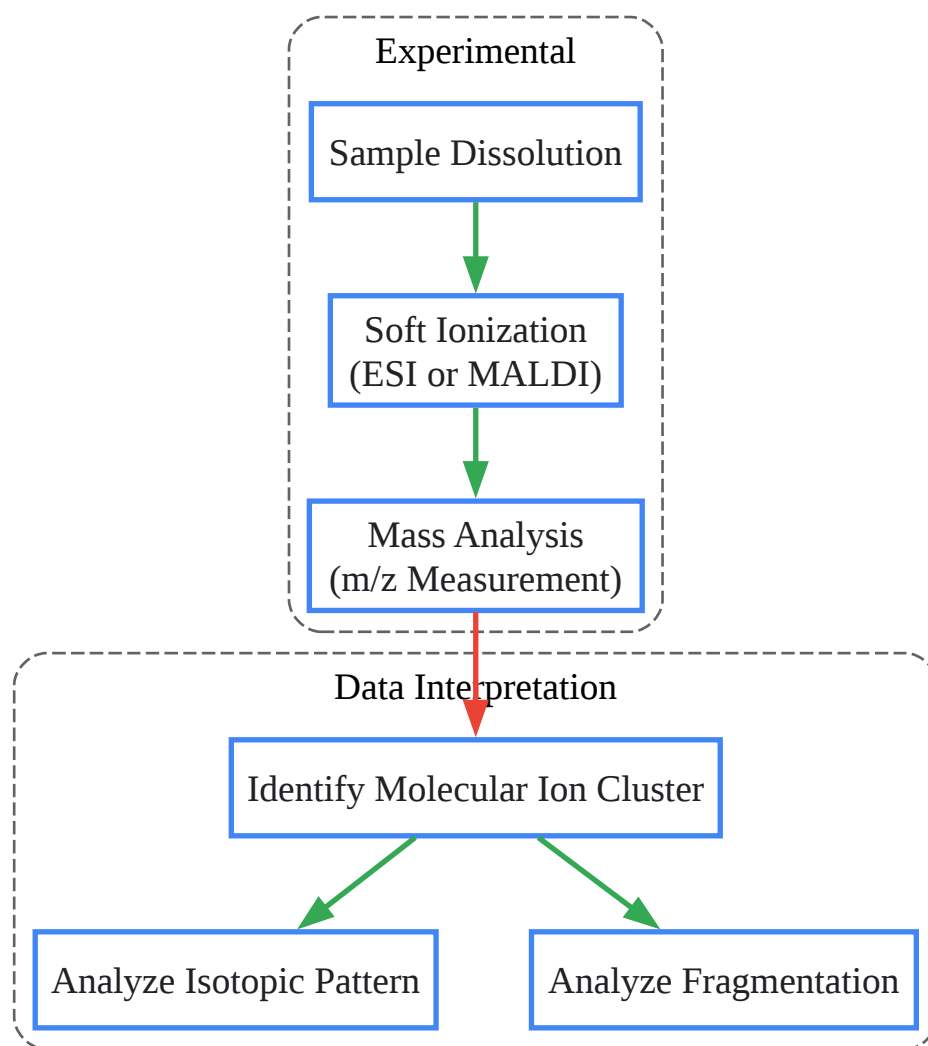 Experimental
Sample Dissolution
Soft Ionization
(ESI or MALDI)
Mass Analysis
(m/z Measurement)
Data Interpretation
Identify Molecular Ion Cluster
Analyze Isotopic Pattern
Analyze Fragmentation